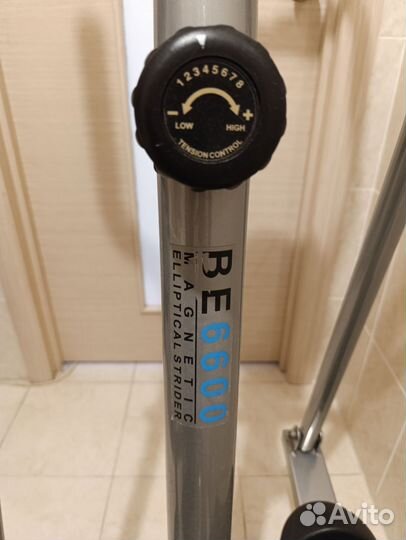 12345678
- +
LOW HIGH
TENSION CONTROL
BE6600
MAGNETIC
ELLIPTICAL STRIDER
Avito